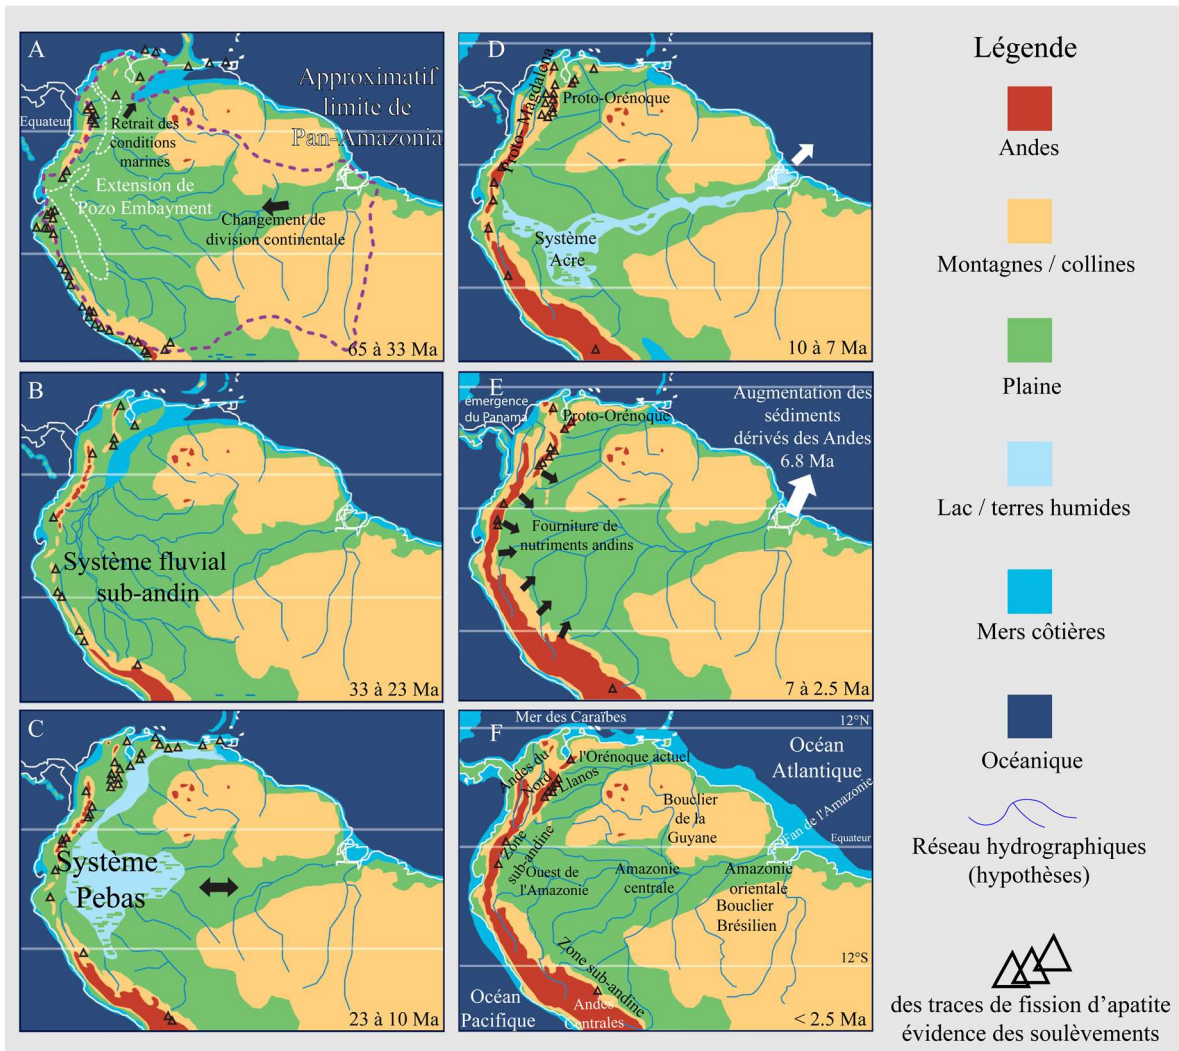 A
Approximatif
limite de
Pan-Amazonia
Equateur
Retrait des
conditions
marines
Extension de
Pozo Embayment
Changement de
division continentale
65 à 33 Ma
B
Système fluvial
sub-andin
33 à 23 Ma
C
Système
Pebas
23 à 10 Ma
D
Proto-Magdalena
Proto-Orénoque
Système
Acre
10 à 7 Ma
E
émergence
du Panama
Proto-Orénoque
Augmentation des
sédiments
dérivés des Andes
6.8 Ma
Fourniture de
nutriments andins
7 à 2.5 Ma
F
Mer des Caraïbes
12°N
Océan
Atlantique
Andes du
Nord
l'Orénoque actuel
Llanos
Bouclier
de la
Guyane
Fan de l'Amazonie
Equateur
Zone
sub-andine
Ouest de
l'Amazonie
Amazonie
centrale
Amazonie
orientale
Bouclier
Brésilien
Zone sub-andine
12°S
Océan
Pacifique
Andes
Centrales
< 2.5 Ma
Légende
Andes
Montagnes / collines
Plaine
Lac / terres humides
Mers côtières
Océanique
Réseau hydrographiques
(hypothèses)
des traces de fission d’apatite
évidence des soulèvements